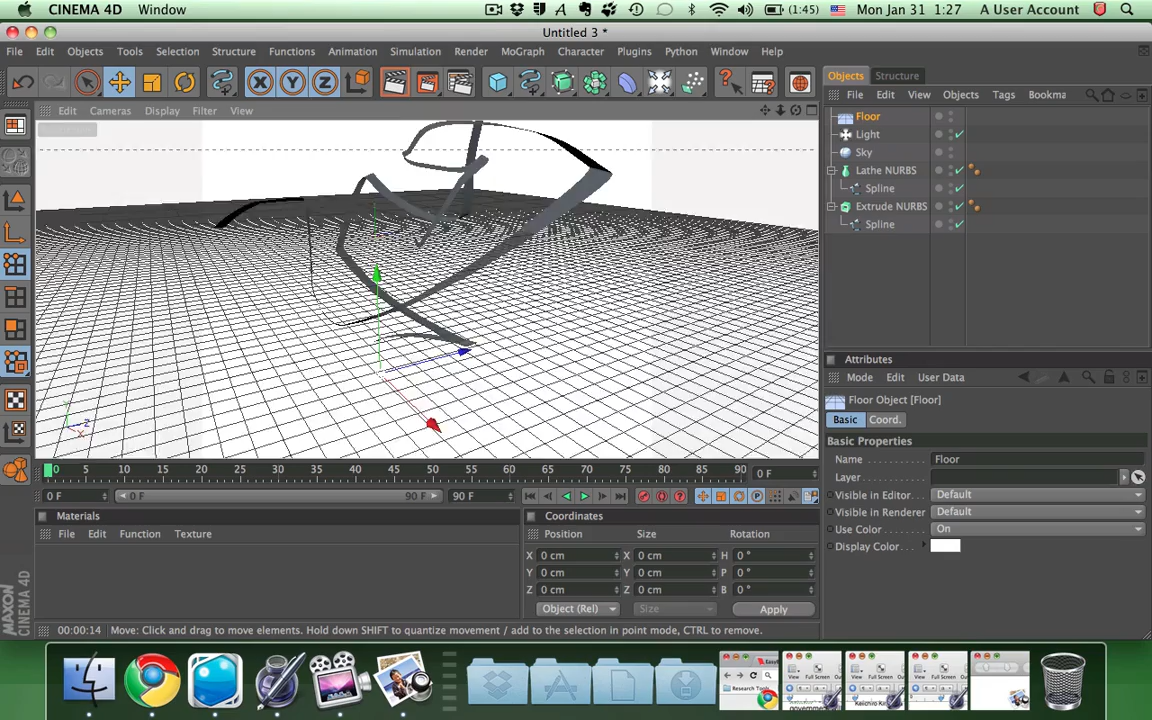 CINEMA 4D Window (1:45) Mon Jan 31 1:27 A User Account
Untitled 3 *
File Edit Objects Tools Selection Structure Functions Animation Simulation Render MoGraph Character Plugins Python Window Help
X Y Z
Objects Structure
Edit Cameras Display Filter View
File Edit View Objects Tags Bookma
Floor
Light
Sky
Lathe NURBS
Spline
Extrude NURBS
Spline
Y Z X
Attributes
Mode Edit User Data
Floor Object [Floor]
Basic Coord.
Basic Properties
Name Floor
Layer
Visible in Editor Default
Visible in Renderer Default
Use Color On
Display Color
0 5 10 15 20 25 30 35 40 45 50 55 60 65 70 75 80 85 90 0 F
0 F 0 F 90 F 90 F
Materials
File Edit Function Texture
Coordinates
Position Size Rotation
X 0 cm X 0 cm H 0 °
Y 0 cm Y 0 cm P 0 °
Z 0 cm Z 0 cm B 0 °
Object (Rel) Size Apply
MAXON CINEMA 4D
00:00:14 Move: Click and drag to move elements. Hold down SHIFT to quantize movement / add to the selection in point mode, CTRL to remove.
Research Tools